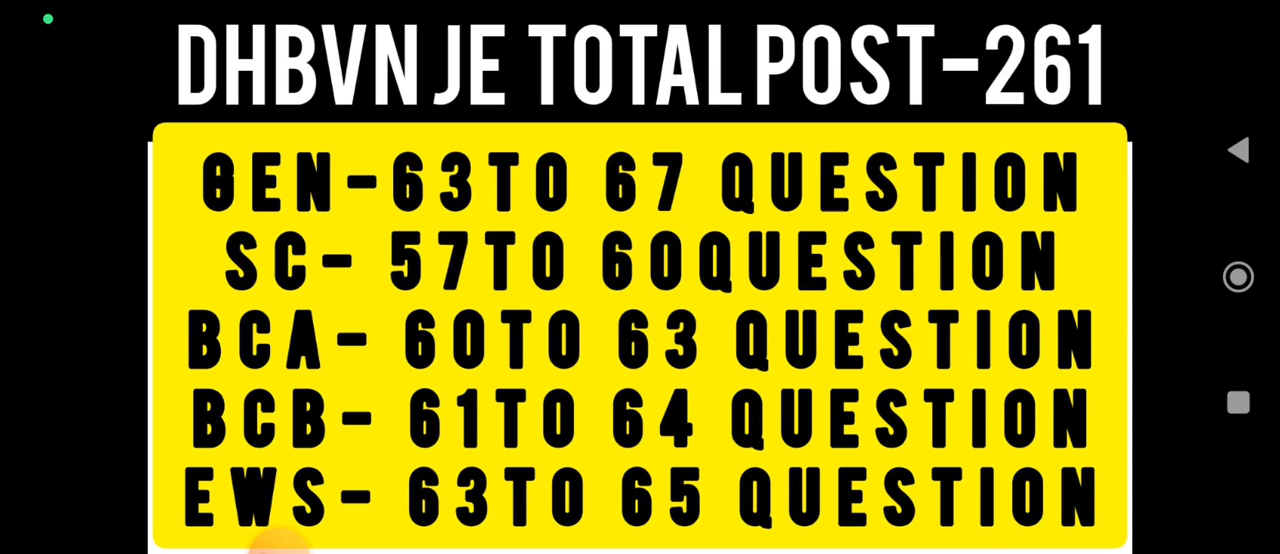 DHBVN JE TOTAL POST-261
GEN-63TO 67 QUESTION
SC- 57TO 60QUESTION
BCA- 60TO 63 QUESTION
BCB- 61TO 64 QUESTION
EWS- 63TO 65 QUESTION